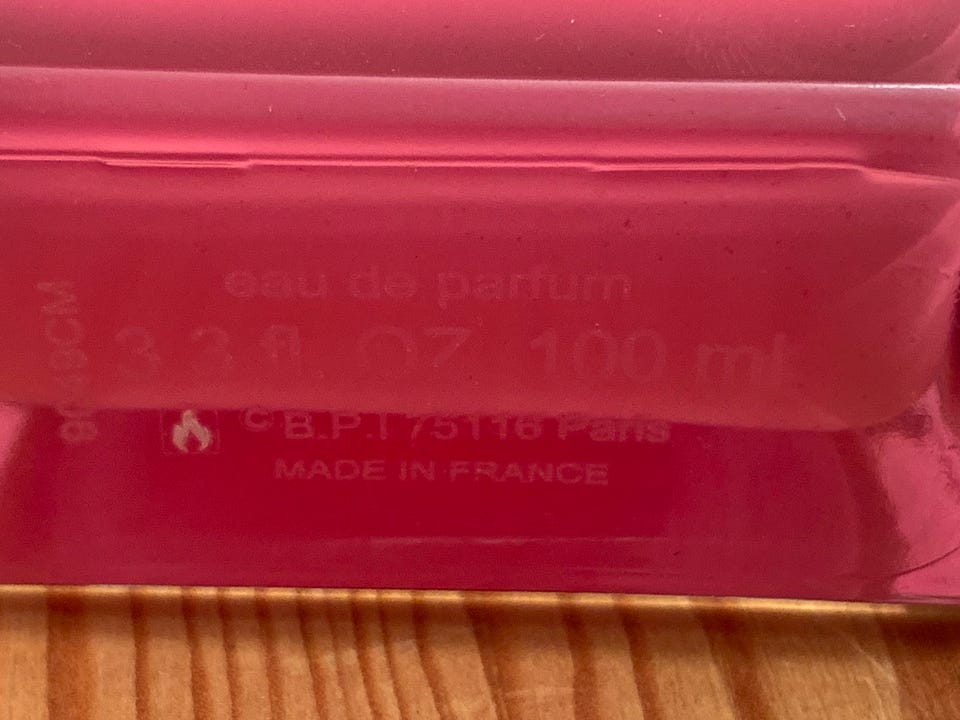 eau de parfum
3.3 fl. OZ 100 ml
© B.P.I 75116 Paris
MADE IN FRANCE